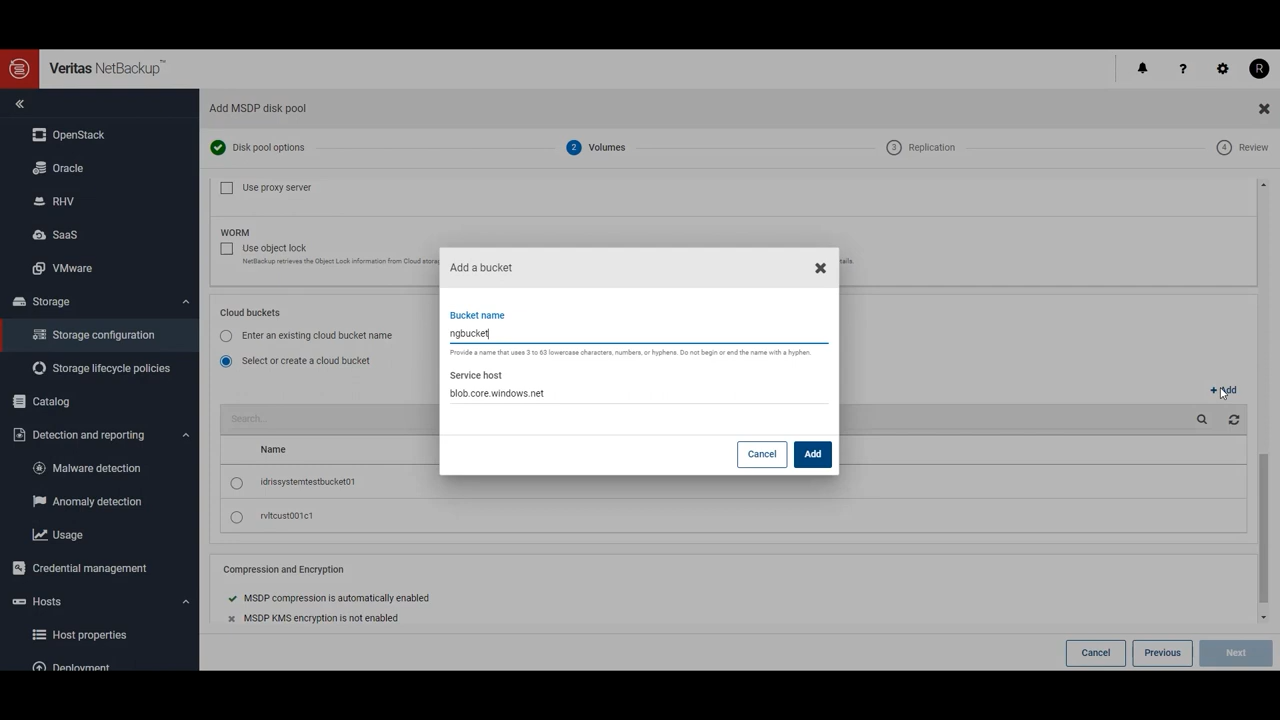 Veritas NetBackup™
R
Add MSDP disk pool
OpenStack
Oracle
RHV
SaaS
VMware
Storage
Storage configuration
Storage lifecycle policies
Catalog
Detection and reporting
Malware detection
Anomaly detection
Usage
Credential management
Hosts
Host properties
Deployment
Disk pool options
2 Volumes
3 Replication
4 Review
Use proxy server
WORM
Use object lock
NetBackup retrieves the Object Lock information from Cloud
Cloud buckets
Enter an existing cloud bucket name
Select or create a cloud bucket
+ Add
Search...
Name
idrissystemtestbucket01
rvltcust001c1
Compression and Encryption
MSDP compression is automatically enabled
MSDP KMS encryption is not enabled
Cancel
Previous
Next
Add a bucket
Bucket name
ngbucket
Provide a name that uses 3 to 63 lowercase characters, numbers, or hyphens. Do not begin or end the name with a hyphen.
Service host
blob.core.windows.net
Cancel
Add